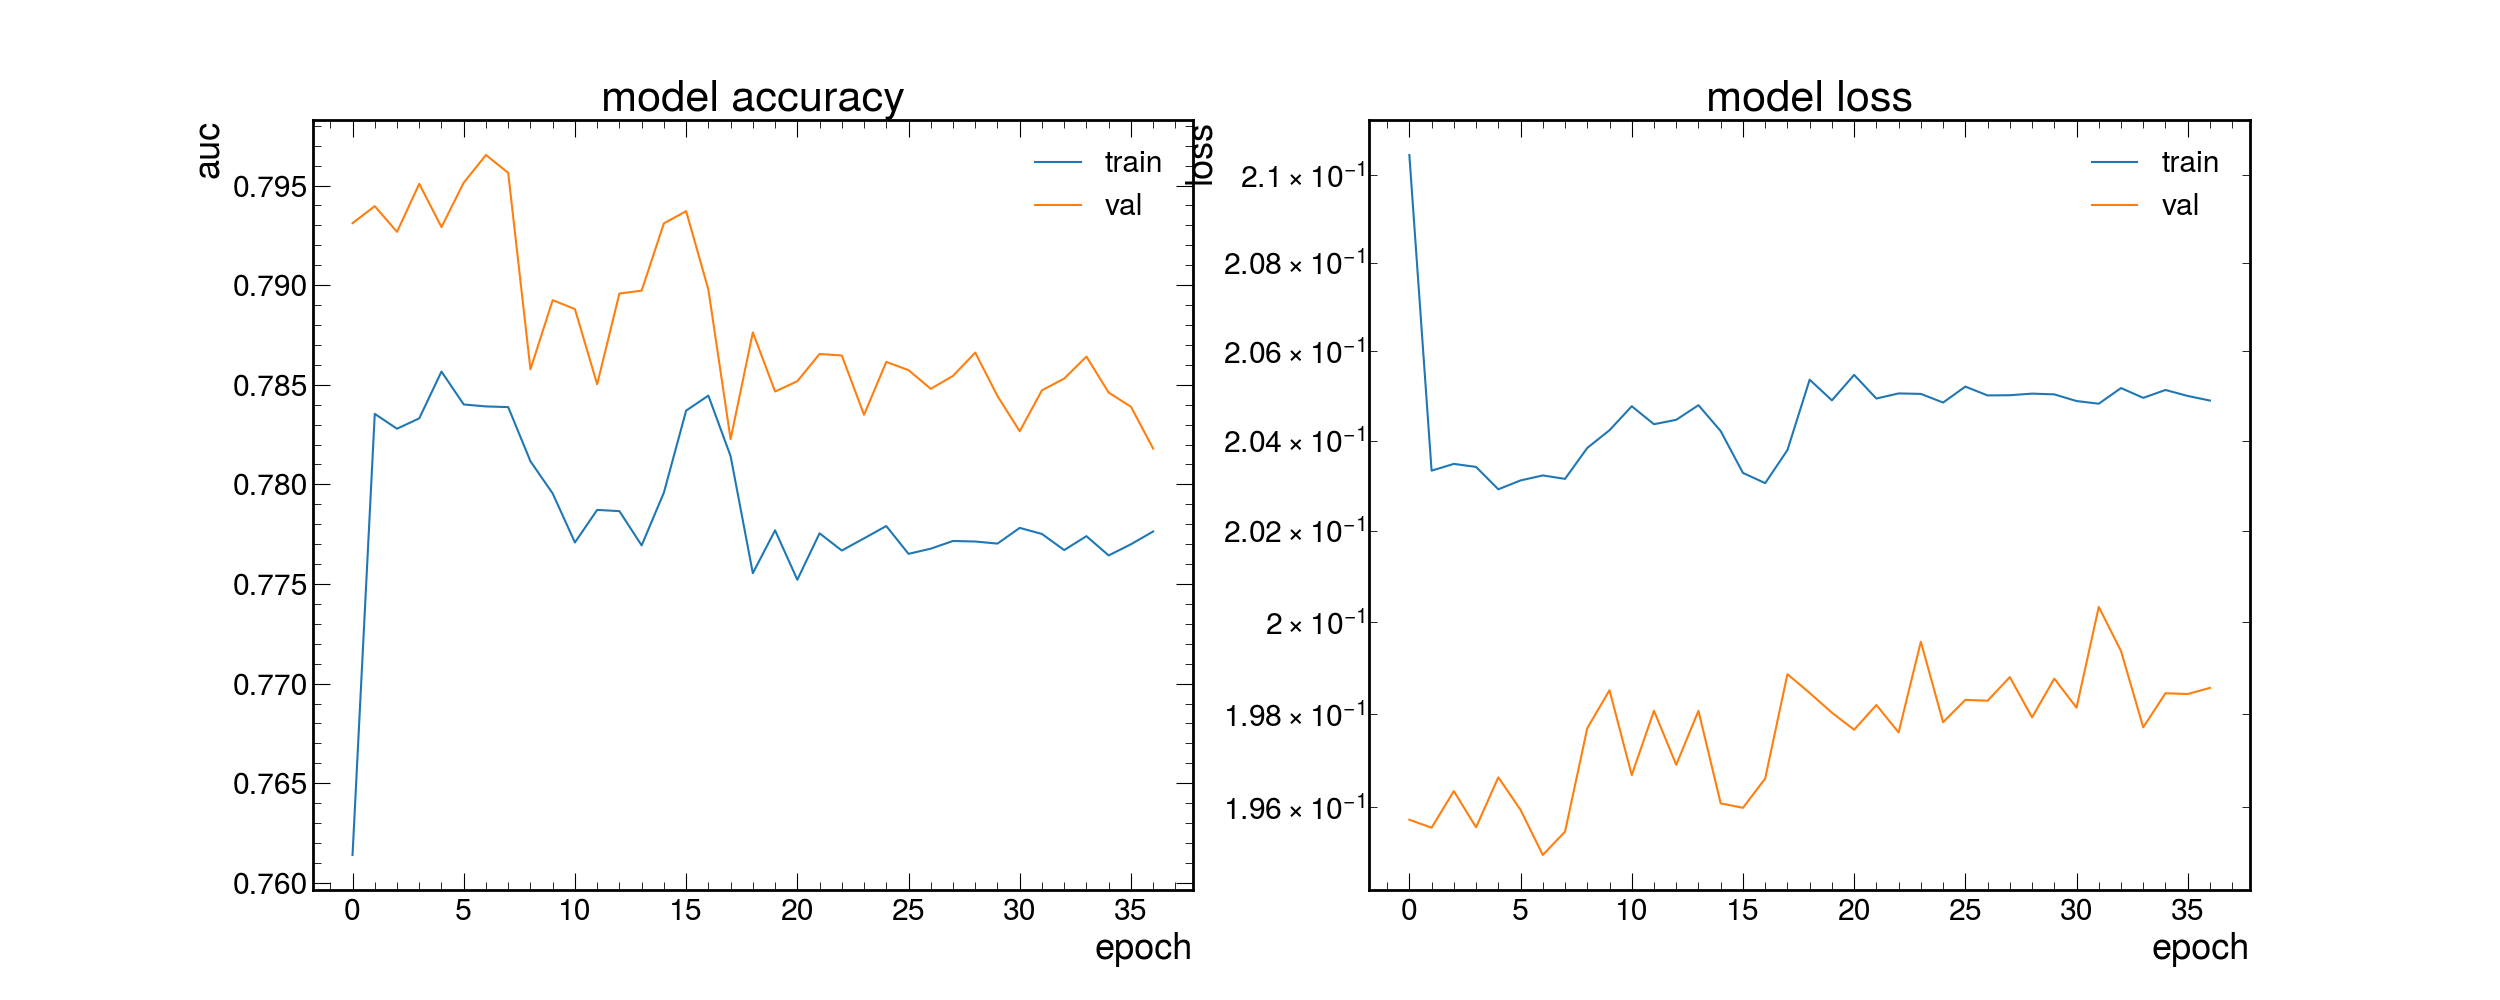 model accuracy
auc
0.795
0.790
0.785
0.780
0.775
0.770
0.765
0.760
0 5 10 15 20 25 30 35
epoch
train
val
model loss
loss
2.1 × 10⁻¹
2.08 × 10⁻¹
2.06 × 10⁻¹
2.04 × 10⁻¹
2.02 × 10⁻¹
2 × 10⁻¹
1.98 × 10⁻¹
1.96 × 10⁻¹
0 5 10 15 20 25 30 35
epoch
train
val